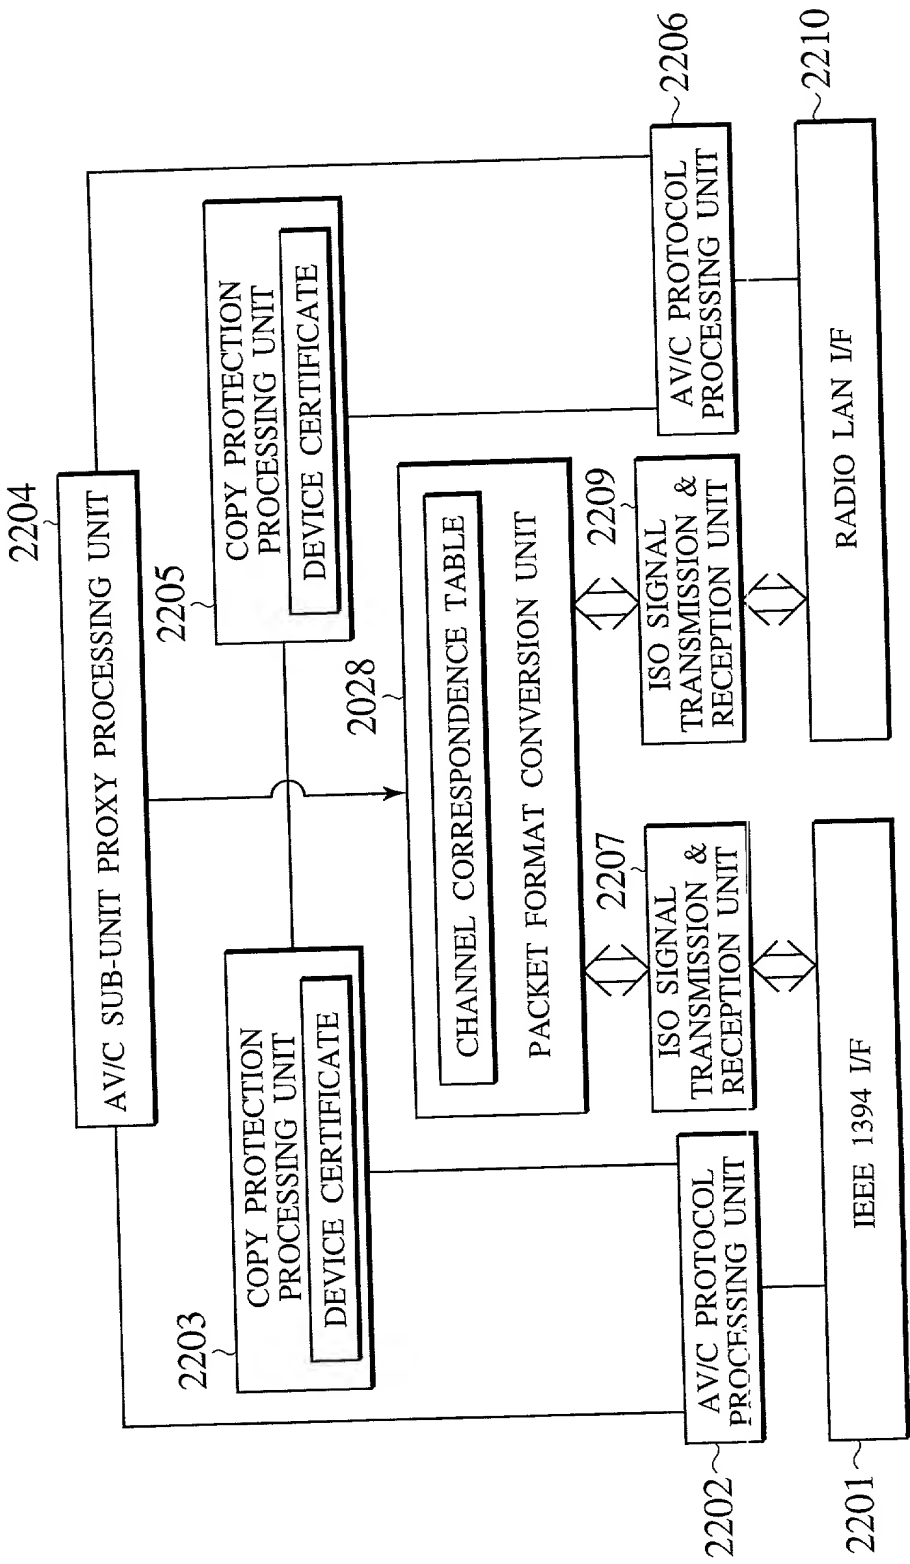 2204
AV/C SUB-UNIT PROXY PROCESSING UNIT
2203
COPY PROTECTION
PROCESSING UNIT
DEVICE CERTIFICATE
2205
COPY PROTECTION
PROCESSING UNIT
DEVICE CERTIFICATE
2028
CHANNEL CORRESPONDENCE TABLE
PACKET FORMAT CONVERSION UNIT
2202
AV/C PROTOCOL
PROCESSING UNIT
2207
ISO SIGNAL
TRANSMISSION &
RECEPTION UNIT
2209
ISO SIGNAL
TRANSMISSION &
RECEPTION UNIT
2206
AV/C PROTOCOL
PROCESSING UNIT
2201
IEEE 1394 I/F
RADIO LAN I/F
2210